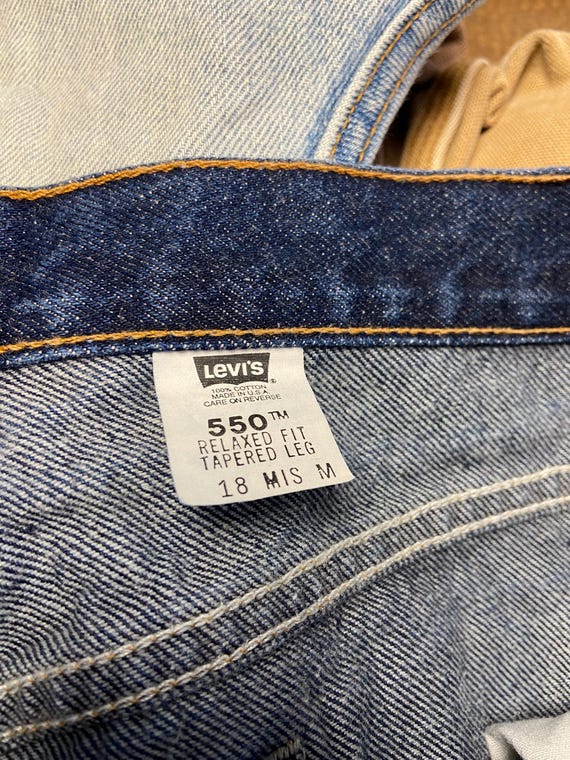 Levi's ®
100% COTTON
MADE IN U.S.A.
CARE ON REVERSE
550™
RELAXED FIT
TAPERED LEG
18 MIS M